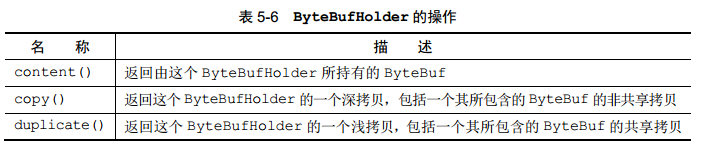 表 5-6 ByteBufHolder 的操作
名 称 描 述
content() 返回由这个 ByteBufHolder 所持有的 ByteBuf
copy() 返回这个 ByteBufHolder 的一个深拷贝，包括一个其所包含的 ByteBuf 的非共享拷贝
duplicate() 返回这个 ByteBufHolder 的一个浅拷贝，包括一个其所包含的 ByteBuf 的共享拷贝